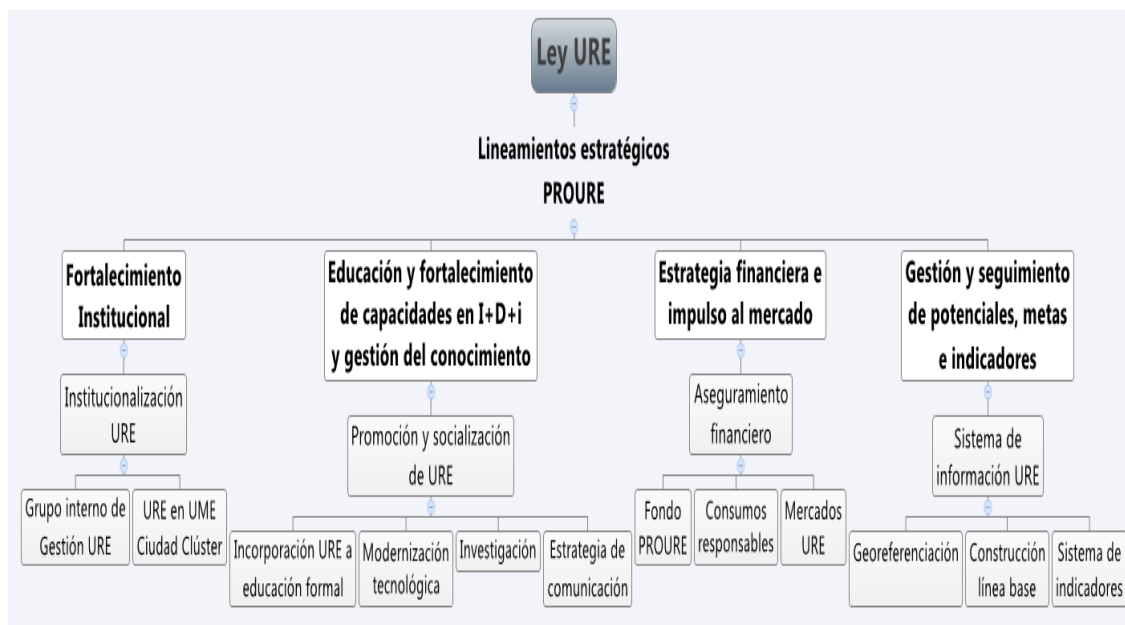 Ley URE
Lineamientos estratégicos
PROURE
Fortalecimiento
Institucional
Educación y fortalecimiento
de capacidades en I+D+i
y gestión del conocimiento
Estrategia financiera e
impulso al mercado
Gestión y seguimiento
de potenciales, metas
e indicadores
Institucionalización
URE
Promoción y socialización
de URE
Aseguramiento
financiero
Sistema de
información URE
Grupo interno de
Gestión URE
URE en UME
Ciudad Clúster
Incorporación URE a
educación formal
Modernización
tecnológica
Investigación
Estrategia de
comunicación
Fondo
PROURE
Consumos
responsables
Mercados
URE
Georeferenciación
Construcción
línea base
Sistema de
indicadores